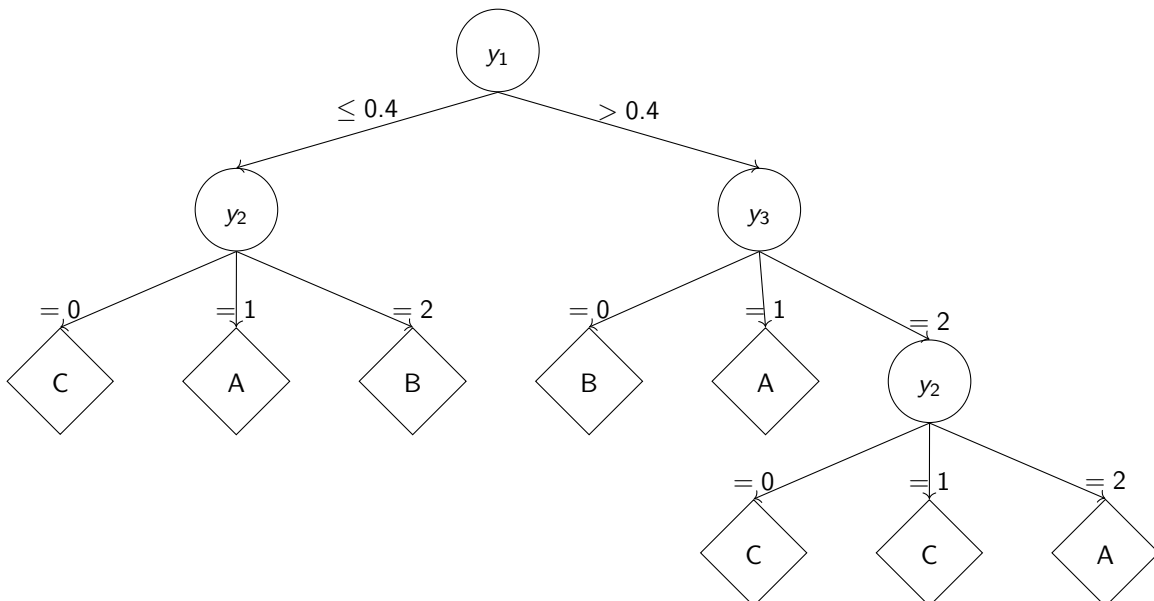 y₁
≤ 0.4
> 0.4
y₂
y₃
= 0
= 1
= 2
= 0
= 1
= 2
C
A
B
B
A
y₂
= 0
= 1
= 2
C
C
A